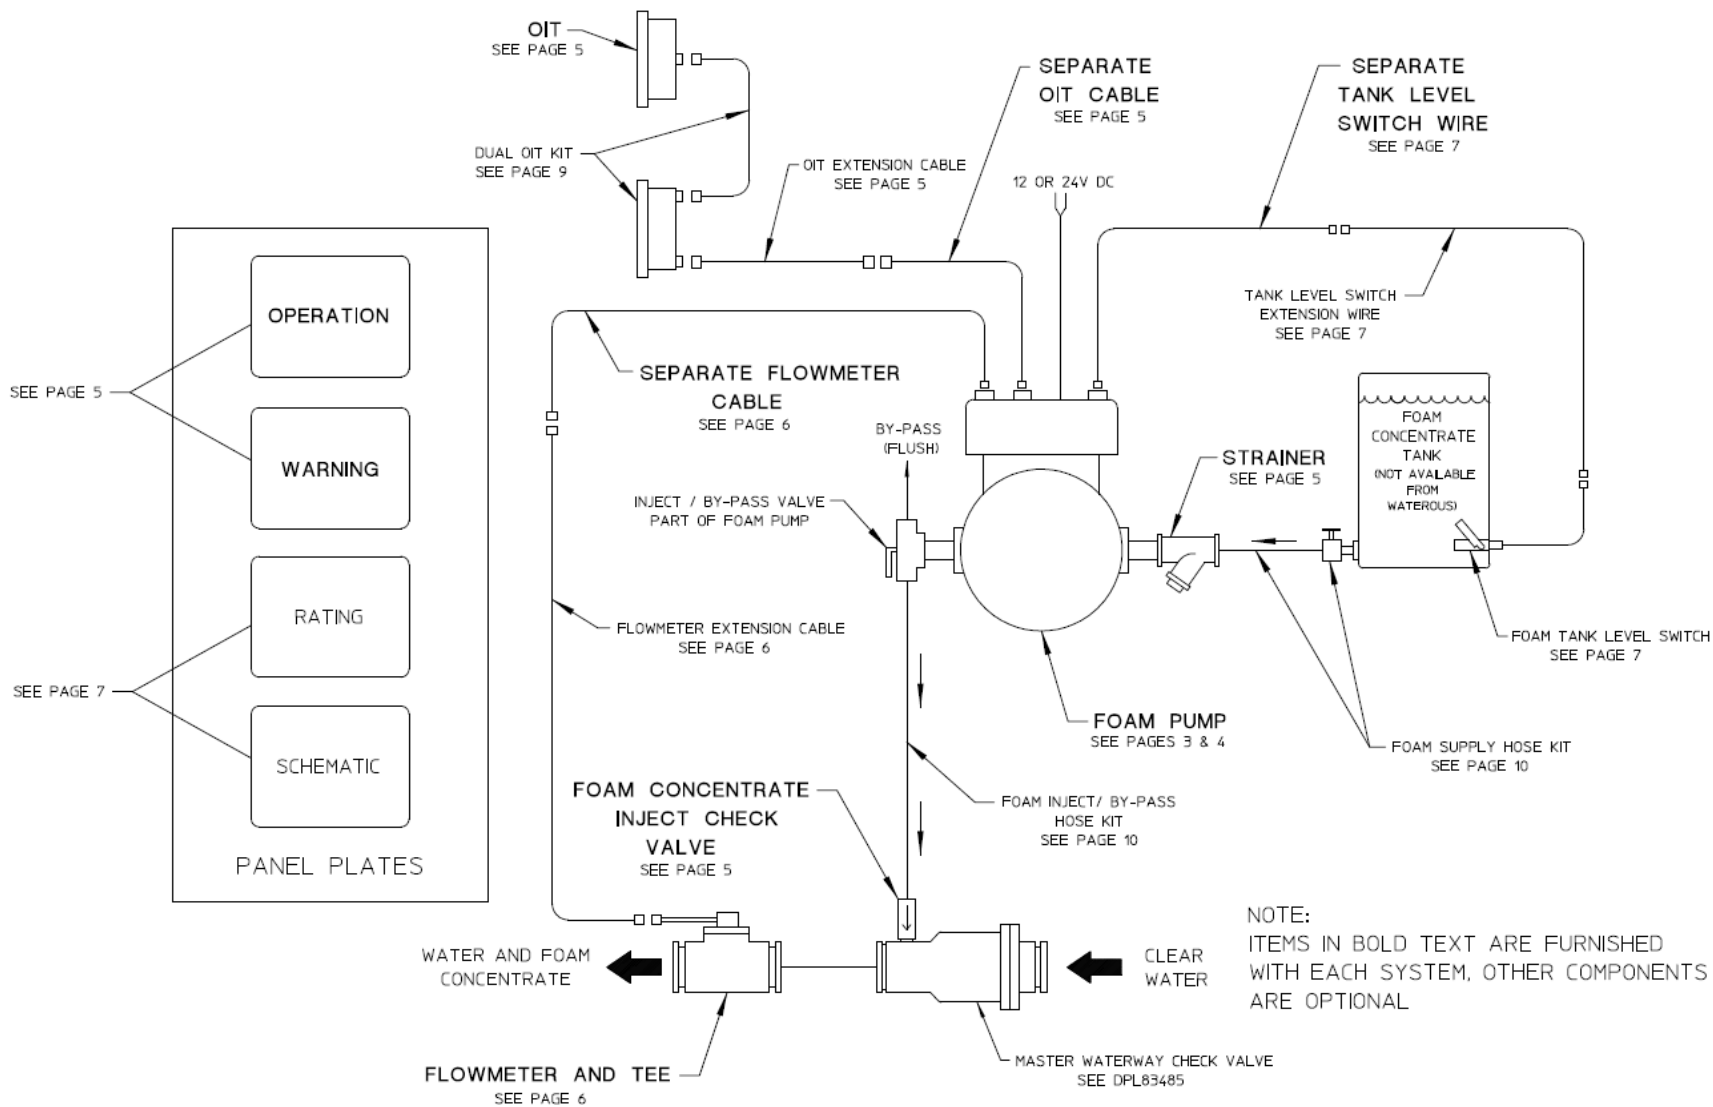 OIT
SEE PAGE 5
DUAL OIT KIT
SEE PAGE 9
OIT EXTENSION CABLE
SEE PAGE 5
SEPARATE
OIT CABLE
SEE PAGE 5
12 OR 24V DC
SEPARATE
TANK LEVEL
SWITCH WIRE
SEE PAGE 7
TANK LEVEL SWITCH
EXTENSION WIRE
SEE PAGE 7
OPERATION
SEE PAGE 5
WARNING
RATING
SEE PAGE 7
SCHEMATIC
PANEL PLATES
SEPARATE FLOWMETER
CABLE
SEE PAGE 6
BY-PASS
(FLUSH)
INJECT / BY-PASS VALVE
PART OF FOAM PUMP
STRAINER
SEE PAGE 5
FOAM
CONCENTRATE
TANK
(NOT AVAILABLE
FROM
WATEROUS)
FLOWMETER EXTENSION CABLE
SEE PAGE 6
FOAM TANK LEVEL SWITCH
SEE PAGE 7
FOAM PUMP
SEE PAGES 3 & 4
FOAM SUPPLY HOSE KIT
SEE PAGE 10
FOAM CONCENTRATE
INJECT CHECK
VALVE
SEE PAGE 5
FOAM INJECT/ BY-PASS
HOSE KIT
SEE PAGE 10
WATER AND FOAM
CONCENTRATE
CLEAR
WATER
NOTE:
ITEMS IN BOLD TEXT ARE FURNISHED
WITH EACH SYSTEM, OTHER COMPONENTS
ARE OPTIONAL
FLOWMETER AND TEE
SEE PAGE 6
MASTER WATERWAY CHECK VALVE
SEE DPL83485